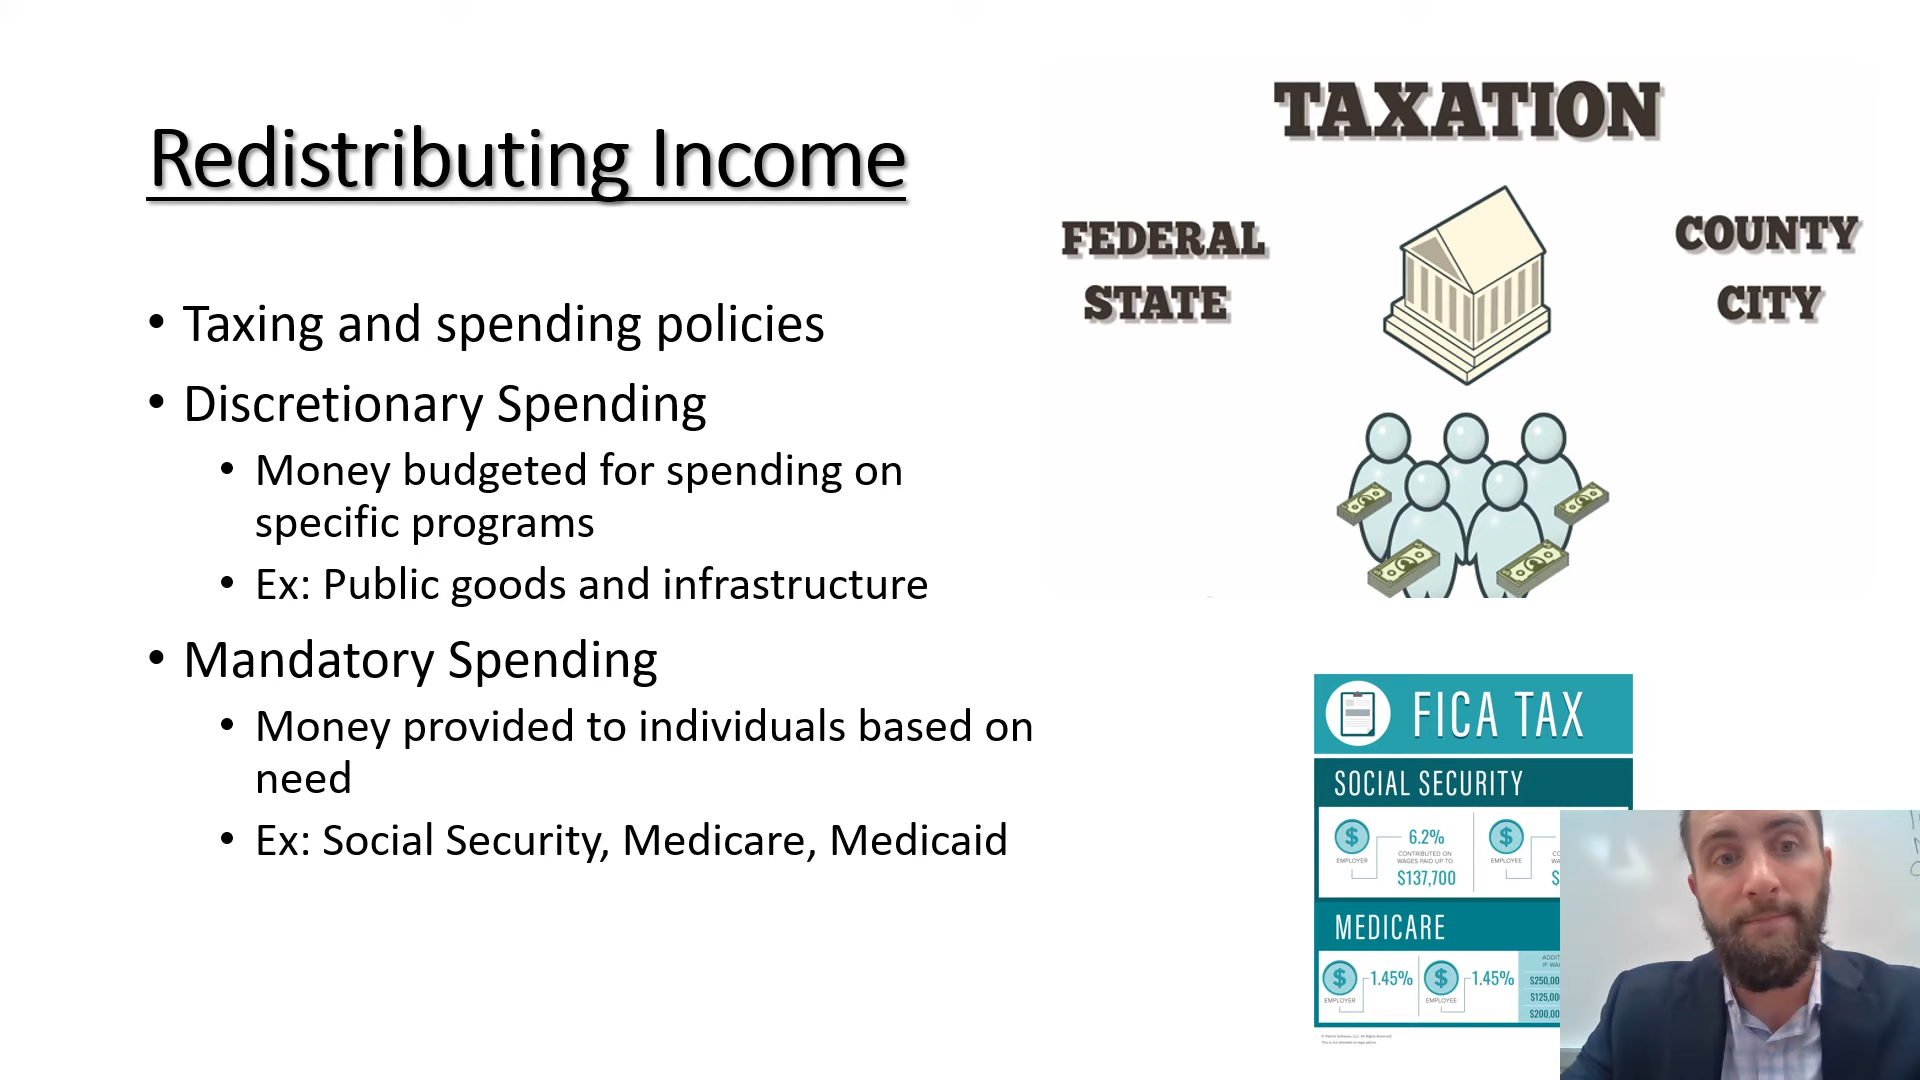 Redistributing Income
• Taxing and spending policies
• Discretionary Spending
• Money budgeted for spending on
specific programs
• Ex: Public goods and infrastructure
• Mandatory Spending
• Money provided to individuals based on
need
• Ex: Social Security, Medicare, Medicaid
TAXATION
FEDERAL
STATE
COUNTY
CITY
FICA TAX
SOCIAL SECURITY
$ 6.2% $
EMPLOYER CONTRIBUTED ON EMPLOYEE
WAGES PAID UP TO
$137,700
MEDICARE
$ 1.45% $ 1.45%
EMPLOYER EMPLOYEE